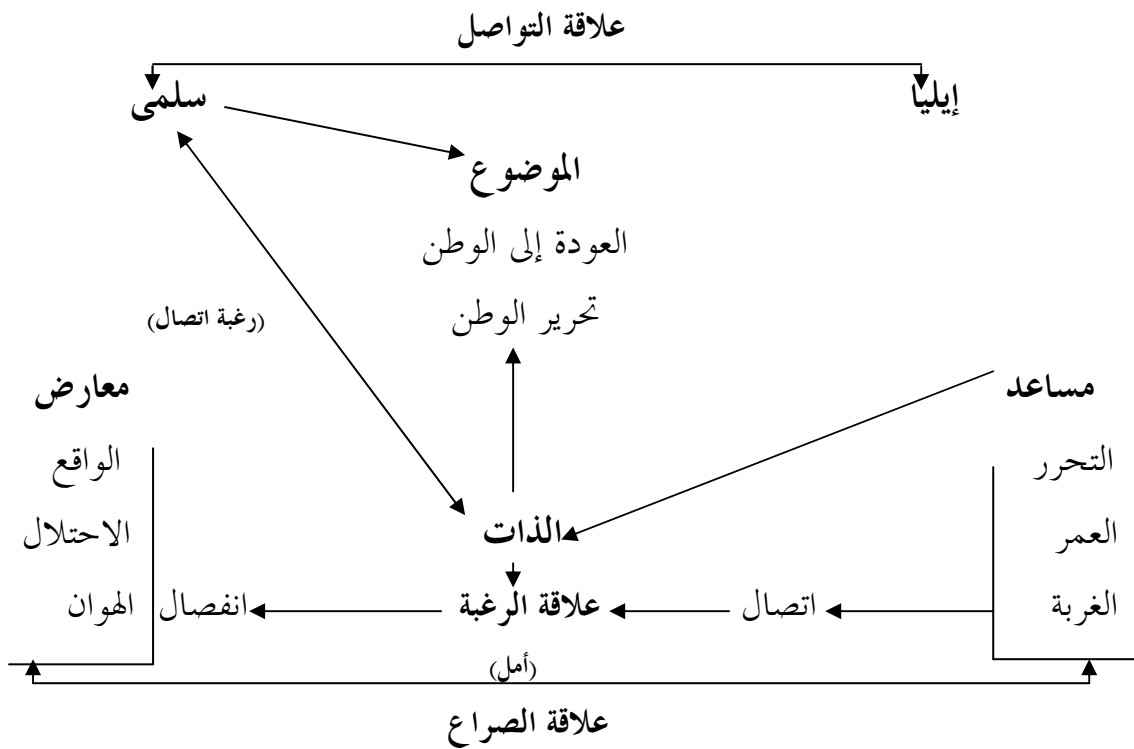 علاقة التواصل
إيليا سلمى
الموضوع
العودة إلى الوطن
تحرير الوطن
(رغبة اتصال)
مساعد معارض
التحرر الواقع
العمر الذات الاحتلال
الغربة اتصال علاقة الرغبة انفصال الهوان
(أمل)
علاقة الصراع